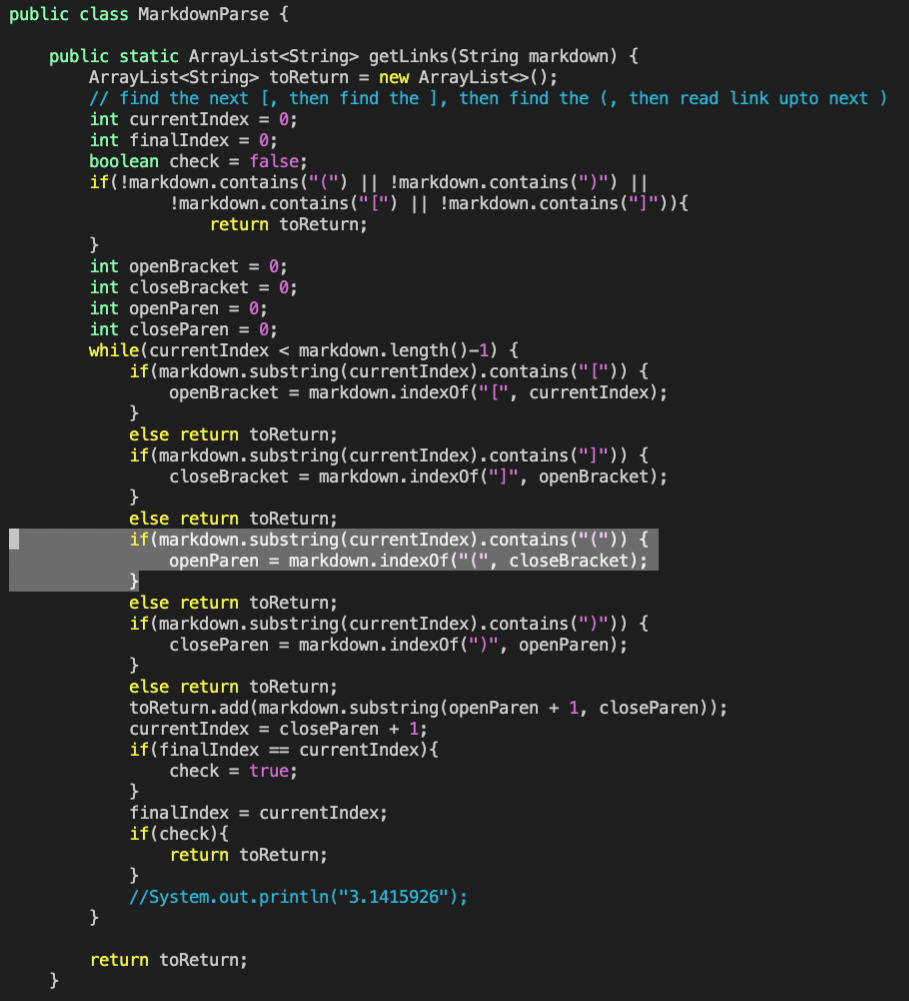 public class MarkdownParse {

    public static ArrayList<String> getLinks(String markdown) {
        ArrayList<String> toReturn = new ArrayList<>();
        // find the next [, then find the ], then find the (, then read link upto next )
        int currentIndex = 0;
        int finalIndex = 0;
        boolean check = false;
        if(!markdown.contains("(") || !markdown.contains(")") ||
                !markdown.contains("[") || !markdown.contains("]")){
                    return toReturn;
        }
        int openBracket = 0;
        int closeBracket = 0;
        int openParen = 0;
        int closeParen = 0;
        while(currentIndex < markdown.length()-1) {
            if(markdown.substring(currentIndex).contains("[")) {
                openBracket = markdown.indexOf("[", currentIndex);
            }
            else return toReturn;
            if(markdown.substring(currentIndex).contains("]")) {
                closeBracket = markdown.indexOf("]", openBracket);
            }
            else return toReturn;
            if(markdown.substring(currentIndex).contains("(")) {
                openParen = markdown.indexOf("(", closeBracket);
            }
            else return toReturn;
            if(markdown.substring(currentIndex).contains(")")) {
                closeParen = markdown.indexOf(")", openParen);
            }
            else return toReturn;
            toReturn.add(markdown.substring(openParen + 1, closeParen));
            currentIndex = closeParen + 1;
            if(finalIndex == currentIndex){
                check = true;
            }
            finalIndex = currentIndex;
            if(check){
                return toReturn;
            }
            //System.out.println("3.1415926");
        }

        return toReturn;
    }